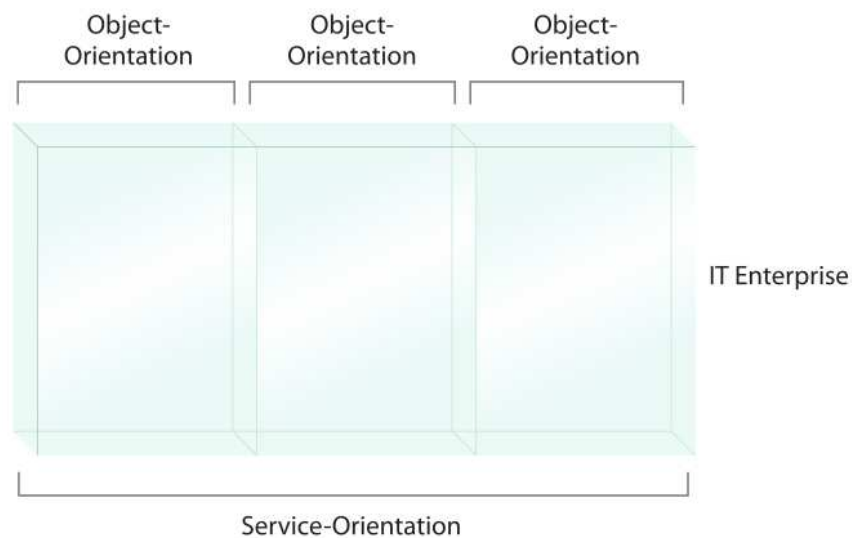 Object-
Orientation
Object-
Orientation
Object-
Orientation
IT Enterprise
Service-Orientation